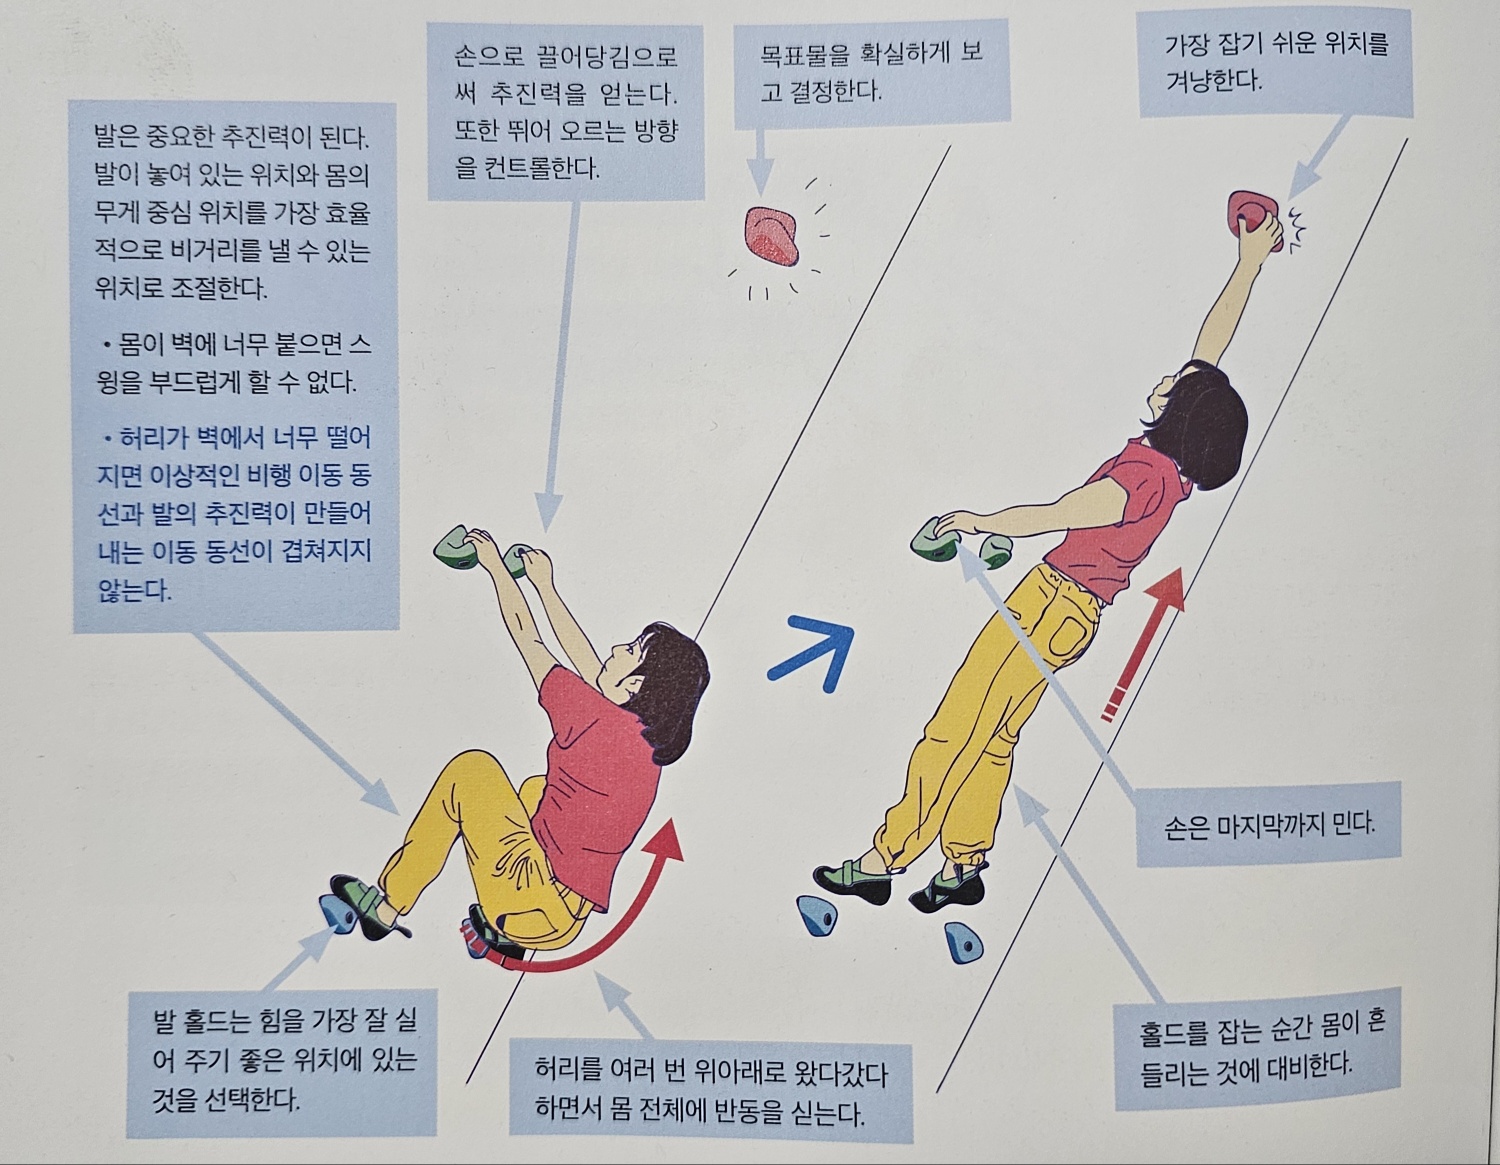 발은 중요한 추진력이 된다.
발이 놓여 있는 위치와 몸의
무게 중심 위치를 가장 효율
적으로 비거리를 낼 수 있는
위치로 조절한다.
• 몸이 벽에 너무 붙으면 스
윙을 부드럽게 할 수 없다.
• 허리가 벽에서 너무 떨어
지면 이상적인 비행 이동 동
선과 발의 추진력이 만들어
내는 이동 동선이 겹쳐지지
않는다.
손으로 끌어당김으로
써 추진력을 얻는다.
또한 뛰어 오르는 방향
을 컨트롤한다.
목표물을 확실하게 보
고 결정한다.
가장 잡기 쉬운 위치를
겨냥한다.
손은 마지막까지 민다.
발 홀드는 힘을 가장 잘 실
어 주기 좋은 위치에 있는
것을 선택한다.
허리를 여러 번 위아래로 왔다갔다
하면서 몸 전체에 반동을 싣는다.
홀드를 잡는 순간 몸이 흔
들리는 것에 대비한다.